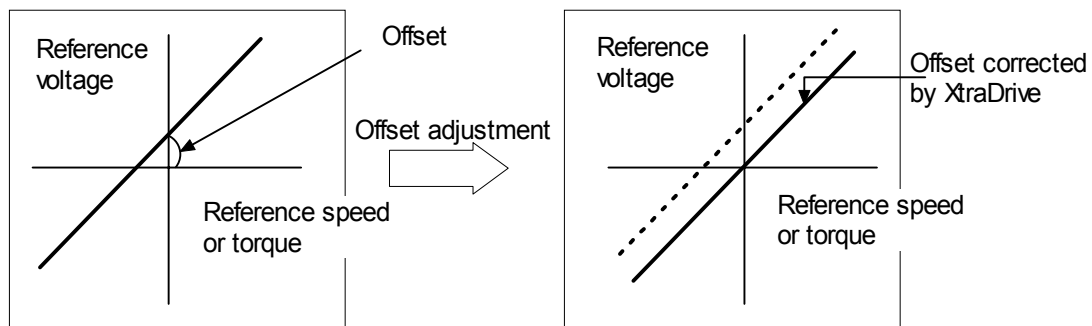 Reference
voltage
Offset
Reference speed
or torque
Offset adjustment
Reference
voltage
Offset corrected
by XtraDrive
Reference speed
or torque